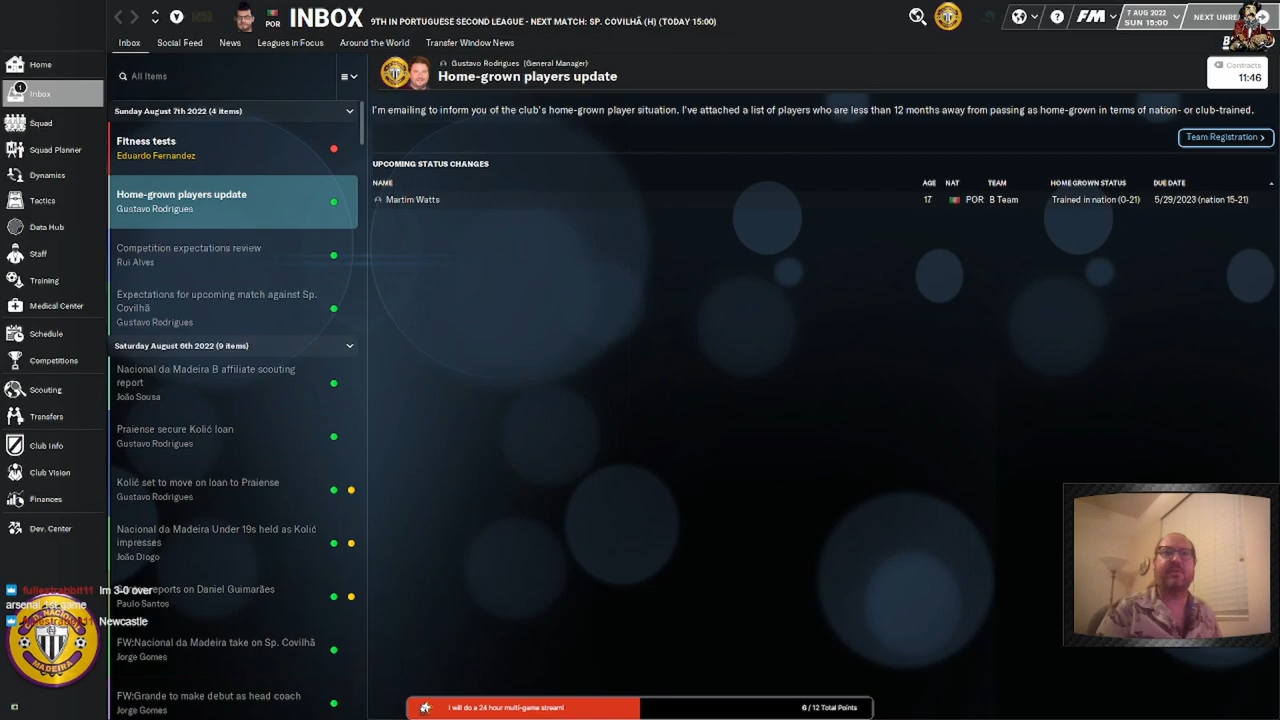 POR
INBOX
9TH IN PORTUGUESE SECOND LEAGUE - NEXT MATCH: SP. COVILHÃ (H) (TODAY 15:00)
FM
7 AUG 2022
SUN 15:00
NEXT UNRE
Inbox
Social Feed
News
Leagues in Focus
Around the World
Transfer Window News
Home
1
Inbox
Squad
Squad Planner
Dynamics
Tactics
Data Hub
Staff
Training
Medical Center
Schedule
Competitions
Scouting
Transfers
Club Info
Club Vision
Finances
Dev. Center
All Items
Sunday August 7th 2022 (4 items)
Fitness tests
Eduardo Fernandez
Home-grown players update
Gustavo Rodrigues
Competition expectations review
Rui Alves
Expectations for upcoming match against Sp.
Covilhã
Gustavo Rodrigues
Saturday August 6th 2022 (9 items)
Nacional da Madeira B affiliate scouting
report
João Sousa
Praiense secure Kolić loan
Gustavo Rodrigues
Kolić set to move on loan to Praiense
Gustavo Rodrigues
Nacional da Madeira Under 19s held as Kolić
impresses
João Diogo
reports on Daniel Guimarães
Paulo Santos
FW:Nacional da Madeira take on Sp. Covilhã
Jorge Gomes
FW:Grande to make debut as head coach
Jorge Gomes
Gustavo Rodrigues (General Manager)
Home-grown players update
Contracts
11:46
I'm emailing to inform you of the club's home-grown player situation. I've attached a list of players who are less than 12 months away from passing as home-grown in terms of nation- or club-trained.
Team Registration >
UPCOMING STATUS CHANGES
NAME AGE NAT TEAM HOME GROWN STATUS DUE DATE
Martim Watts 17 POR B Team Trained in nation (0-21) 5/29/2023 (nation 15-21)
fullestrabbit11 Im 3-0 over
arsenal 1st game
Newcastle
NACIONAL
MADEIRA
I will do a 24 hour multi-game stream!
6 / 12 Total Points